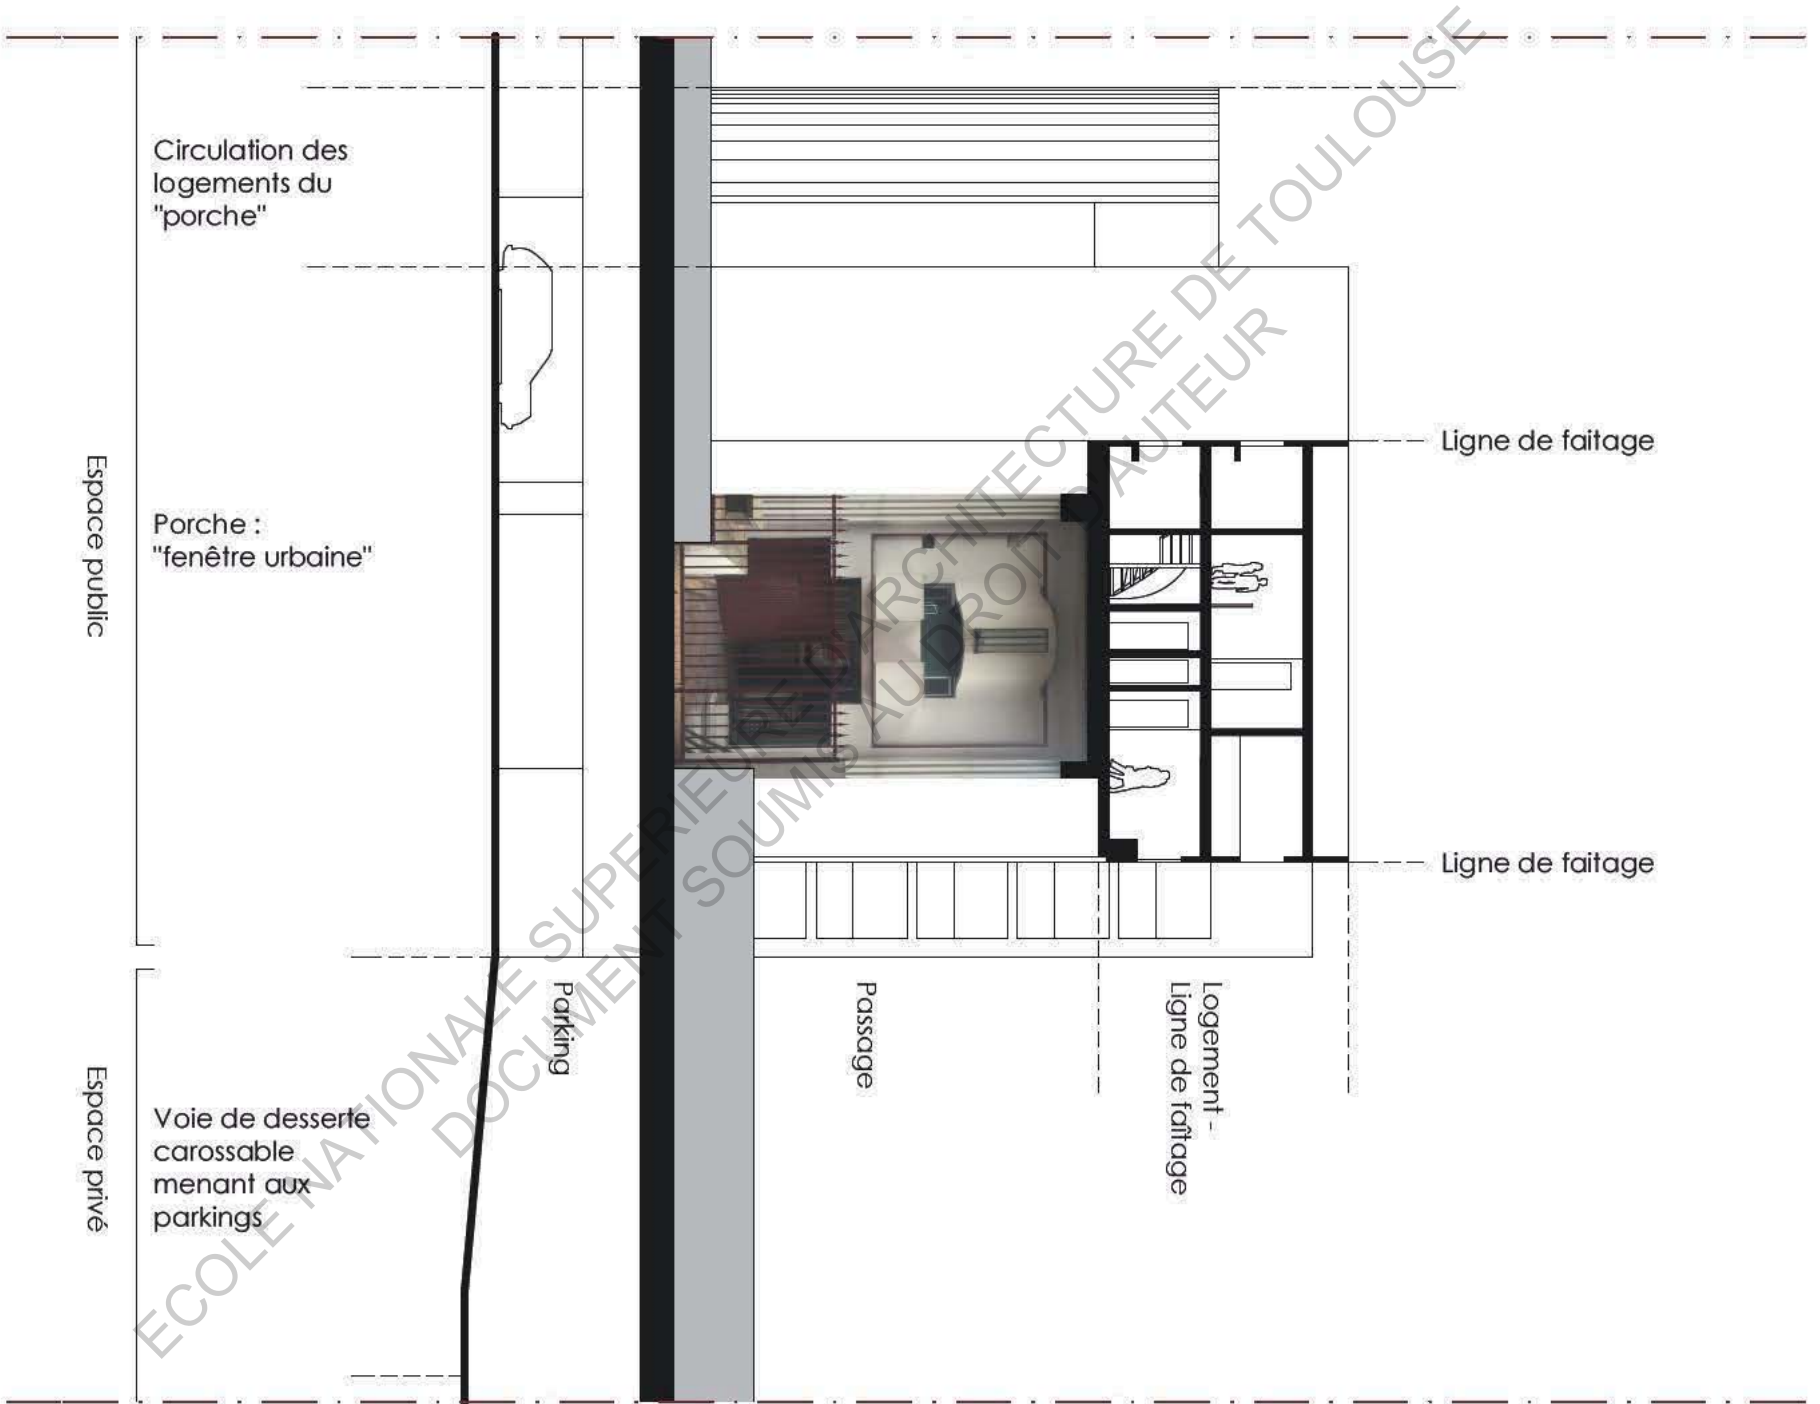 Circulation des
logements du
"porche"
Ligne de faitage
Espace public
Porche :
"fenêtre urbaine"
Ligne de faitage
Parking
Passage
Logement -
Ligne de faîtage
Espace privé
Voie de desserte
carossable
menant aux
parkings
ECOLE NATIONALE SUPERIEURE D'ARCHITECTURE DE TOULOUSE
DOCUMENT SOUMIS AU DROIT D'AUTEUR